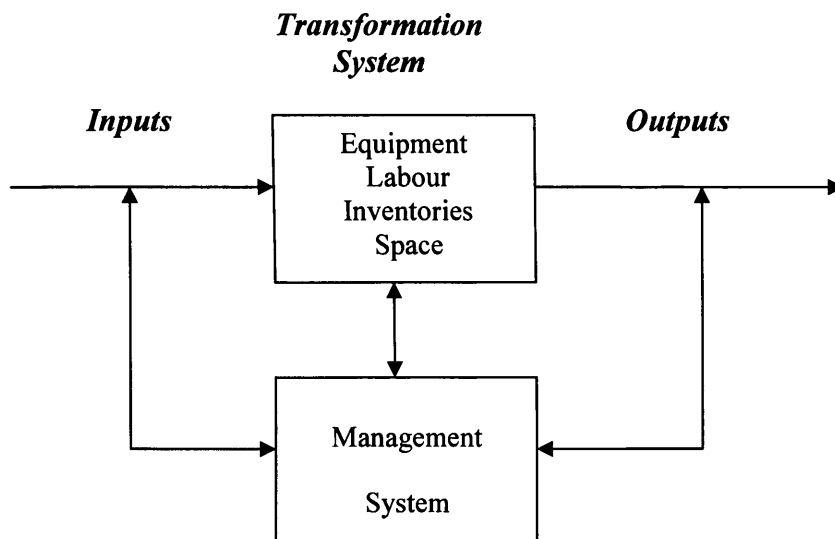 Transformation
System
Inputs
Outputs
Equipment
Labour
Inventories
Space
Management
System